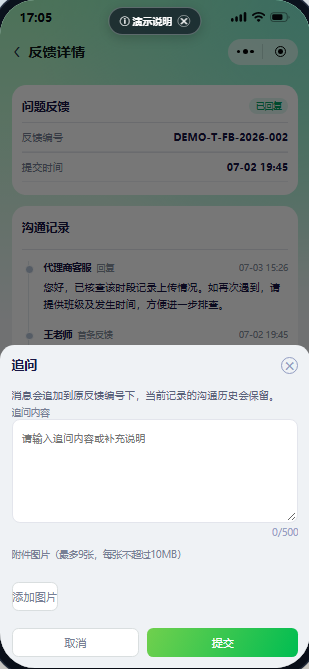 17:05
演示说明
反馈详情
问题反馈
已回复
反馈编号
DEMO-T-FB-2026-002
提交时间
07-02 19:45
沟通记录
代理商客服 回复
07-03 15:26
您好，已核查该时段记录上传情况。如再次遇到，请
提供班级及发生时间，方便进一步排查。
王老师 首条反馈
07-02 19:45
追问
消息会追加到原反馈编号下，当前记录的沟通历史会保留。
追问内容
请输入追问内容或补充说明
0/500
附件图片（最多9张，每张不超过10MB）
添加图片
取消
提交